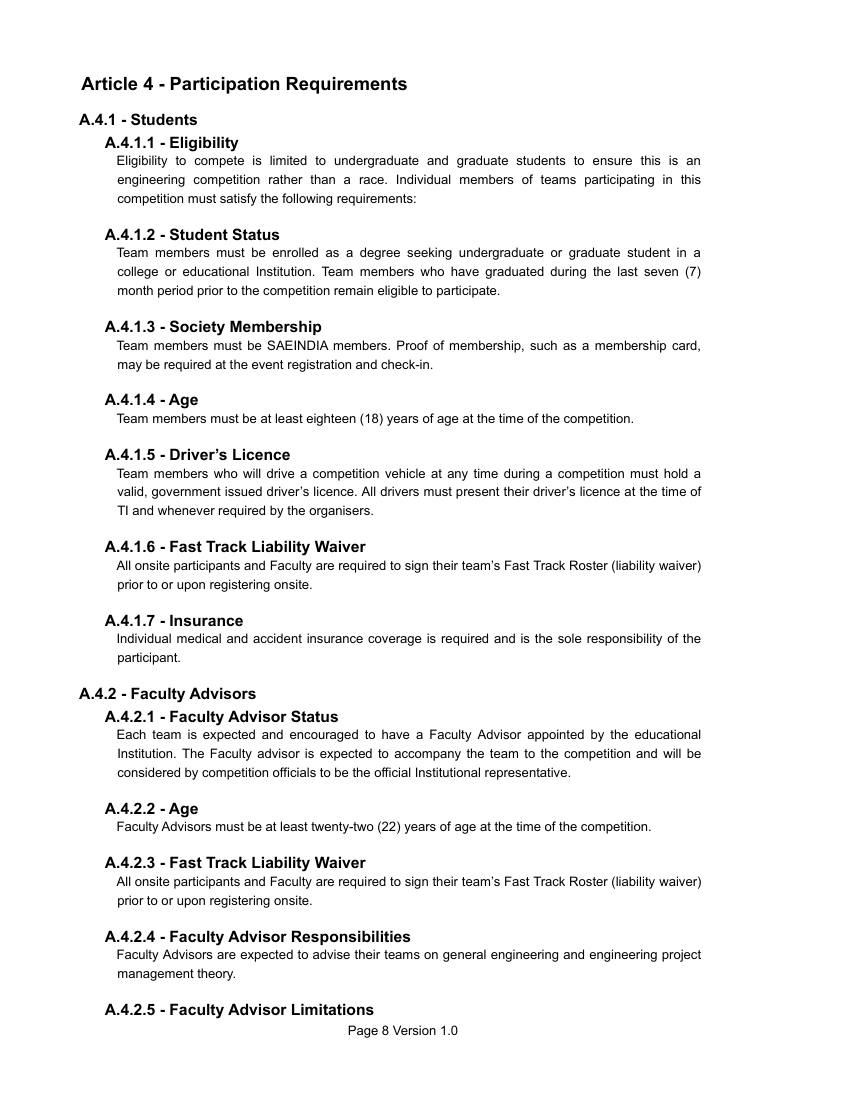 Article 4 - Participation Requirements
A.4.1 - Students
A.4.1.1 - Eligibility
Eligibility to compete is limited to undergraduate and graduate students to ensure this is an
engineering competition rather than a race. Individual members of teams participating in this
competition must satisfy the following requirements:
A.4.1.2 - Student Status
Team members must be enrolled as a degree seeking undergraduate or graduate student in a
college or educational Institution. Team members who have graduated during the last seven (7)
month period prior to the competition remain eligible to participate.
A.4.1.3 - Society Membership
Team members must be SAEINDIA members. Proof of membership, such as a membership card,
may be required at the event registration and check-in.
A.4.1.4 - Age
Team members must be at least eighteen (18) years of age at the time of the competition.
A.4.1.5 - Driver’s Licence
Team members who will drive a competition vehicle at any time during a competition must hold a
valid, government issued driver’s licence. All drivers must present their driver’s licence at the time of
TI and whenever required by the organisers.
A.4.1.6 - Fast Track Liability Waiver
All onsite participants and Faculty are required to sign their team’s Fast Track Roster (liability waiver)
prior to or upon registering onsite.
A.4.1.7 - Insurance
Individual medical and accident insurance coverage is required and is the sole responsibility of the
participant.
A.4.2 - Faculty Advisors
A.4.2.1 - Faculty Advisor Status
Each team is expected and encouraged to have a Faculty Advisor appointed by the educational
Institution. The Faculty advisor is expected to accompany the team to the competition and will be
considered by competition officials to be the official Institutional representative.
A.4.2.2 - Age
Faculty Advisors must be at least twenty-two (22) years of age at the time of the competition.
A.4.2.3 - Fast Track Liability Waiver
All onsite participants and Faculty are required to sign their team’s Fast Track Roster (liability waiver)
prior to or upon registering onsite.
A.4.2.4 - Faculty Advisor Responsibilities
Faculty Advisors are expected to advise their teams on general engineering and engineering project
management theory.
A.4.2.5 - Faculty Advisor Limitations
Page 8 Version 1.0